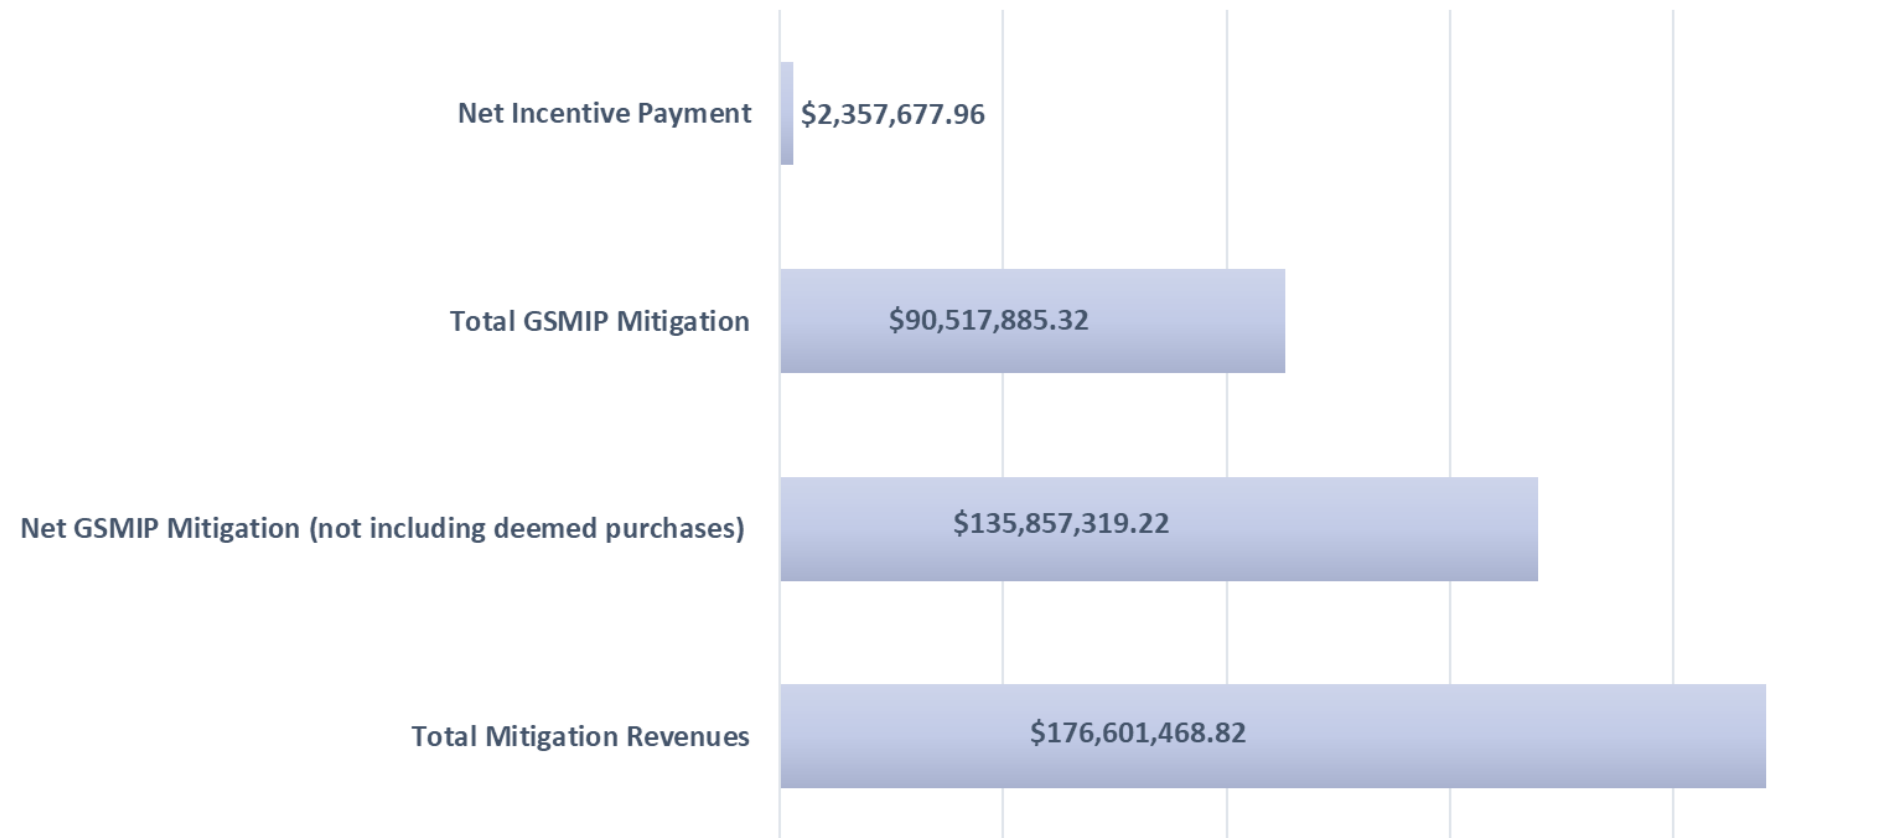 Net Incentive Payment $2,357,677.96
Total GSMIP Mitigation $90,517,885.32
Net GSMIP Mitigation (not including deemed purchases) $135,857,319.22
Total Mitigation Revenues $176,601,468.82